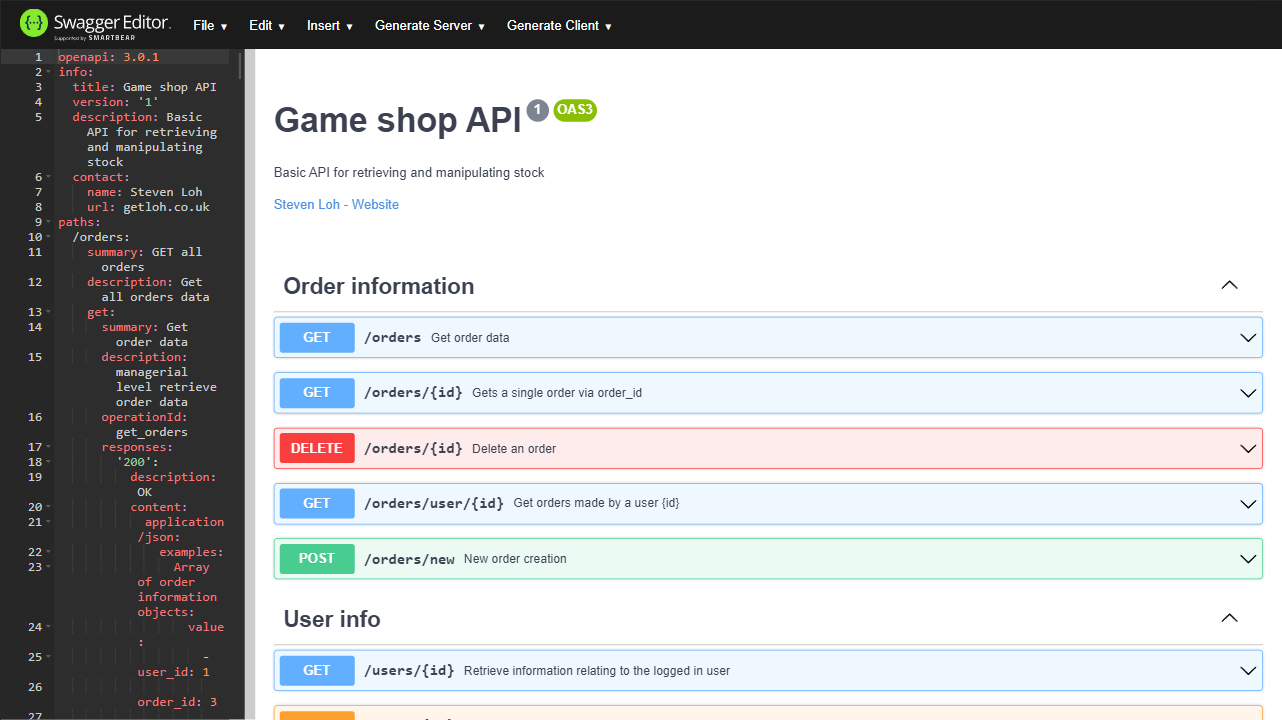 Swagger Editor.
Supported by SMARTBEAR
File ▾ Edit ▾ Insert ▾ Generate Server ▾ Generate Client ▾
1 openapi: 3.0.1
2 info:
3 title: Game shop API
4 version: '1'
5 description: Basic
API for retrieving
and manipulating
stock
6 contact:
7 name: Steven Loh
8 url: getloh.co.uk
9 paths:
10 /orders:
11 summary: GET all
orders
12 description: Get
all orders data
13 get:
14 summary: Get
order data
15 description:
managerial
level retrieve
order data
16 operationId:
get_orders
17 responses:
18 '200':
19 description:
OK
20 content:
21 application
/json:
22 examples:
23 Array
of order
information
objects:
24 value
:
25 -
user_id: 1
26
order_id: 3
27
Game shop API 1 OAS3
Basic API for retrieving and manipulating stock
Steven Loh - Website
Order information
GET /orders Get order data
GET /orders/{id} Gets a single order via order_id
DELETE /orders/{id} Delete an order
GET /orders/user/{id} Get orders made by a user {id}
POST /orders/new New order creation
User info
GET /users/{id} Retrieve information relating to the logged in user